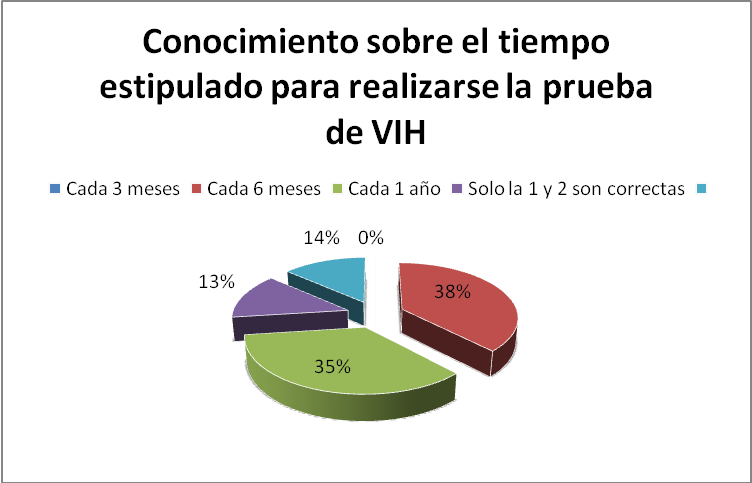 Conocimiento sobre el tiempo
estipulado para realizarse la prueba
de VIH
Cada 3 meses Cada 6 meses Cada 1 año Solo la 1 y 2 son correctas
14% 0%
38%
13%
35%